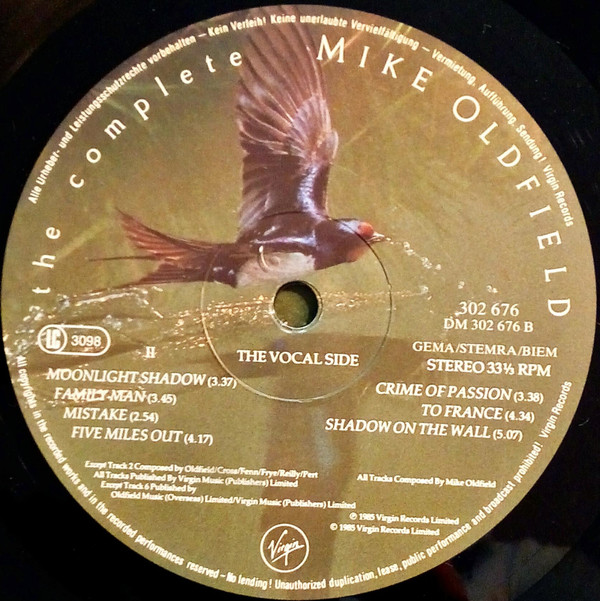 Alle Urheber- und Leistungsschutzrechte vorbehalten – Kein Verleih! Keine unerlaubte Vervielfältigung – Vermietung, Aufführung, Sendung! Virgin Records
the complete MIKE OLDFIELD
302 676
DM 302 676 B
LC 3098
II
THE VOCAL SIDE
GEMA/STEMRA/BIEM
STEREO 33⅓ RPM
MOONLIGHT SHADOW (3.37)
FAMILY MAN (3.45)
MISTAKE (2.54)
FIVE MILES OUT (4.17)
CRIME OF PASSION (3.38)
TO FRANCE (4.34)
SHADOW ON THE WALL (5.07)
Except Track 2 Composed by Oldfield/Cross/Fenn/Frye/Reilly/Pert
All Tracks Published By Virgin Music (Publishers) Limited
Except Track 6 Published by
Oldfield Music (Overseas) Limited/Virgin Music (Publishers) Limited
All Tracks Composed By Mike Oldfield
℗ 1985 Virgin Records Limited
© 1985 Virgin Records Limited
Virgin
All copyrights in the recorded works and in the recorded performances reserved – No lending! Unauthorized duplication, lease, public performance and broadcast prohibited! Virgin Records